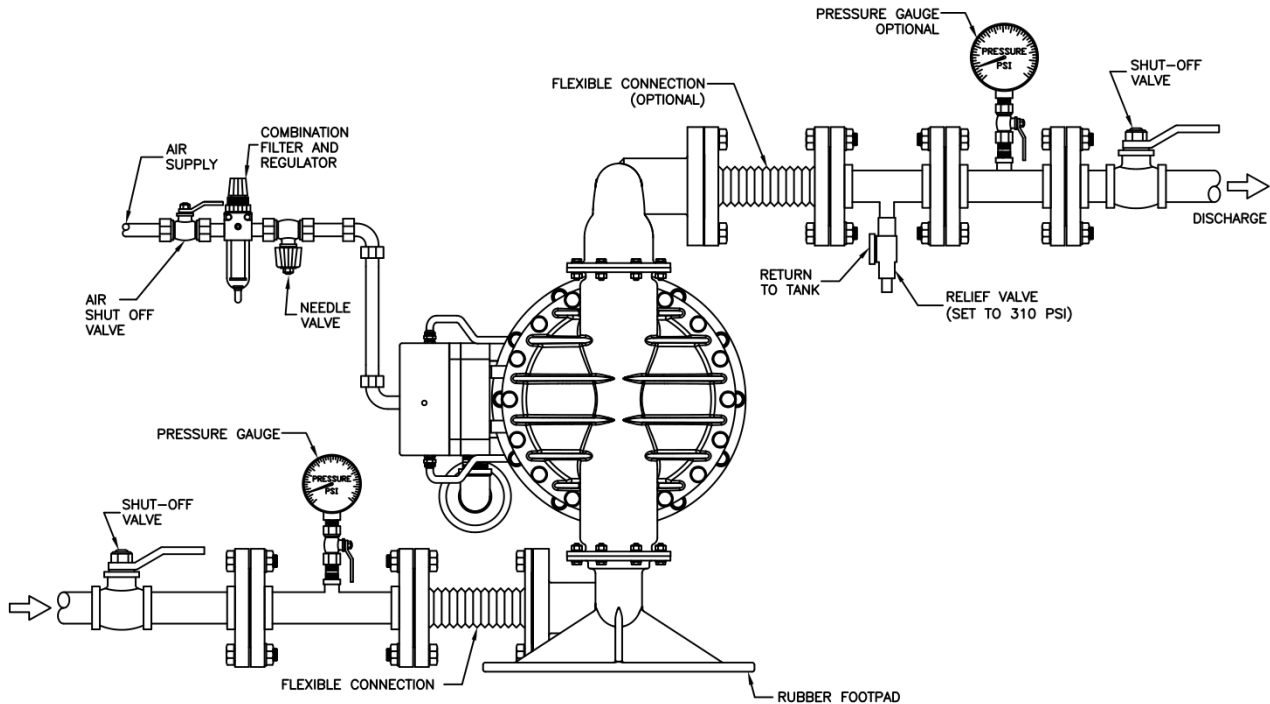 PRESSURE GAUGE
OPTIONAL
PRESSURE
PSI
SHUT-OFF
VALVE
FLEXIBLE CONNECTION
(OPTIONAL)
COMBINATION
FILTER AND
REGULATOR
AIR
SUPPLY
DISCHARGE
RETURN
TO TANK
RELIEF VALVE
(SET TO 310 PSI)
AIR
SHUT OFF
VALVE
NEEDLE
VALVE
PRESSURE GAUGE
PRESSURE
PSI
SHUT-OFF
VALVE
FLEXIBLE CONNECTION
RUBBER FOOTPAD